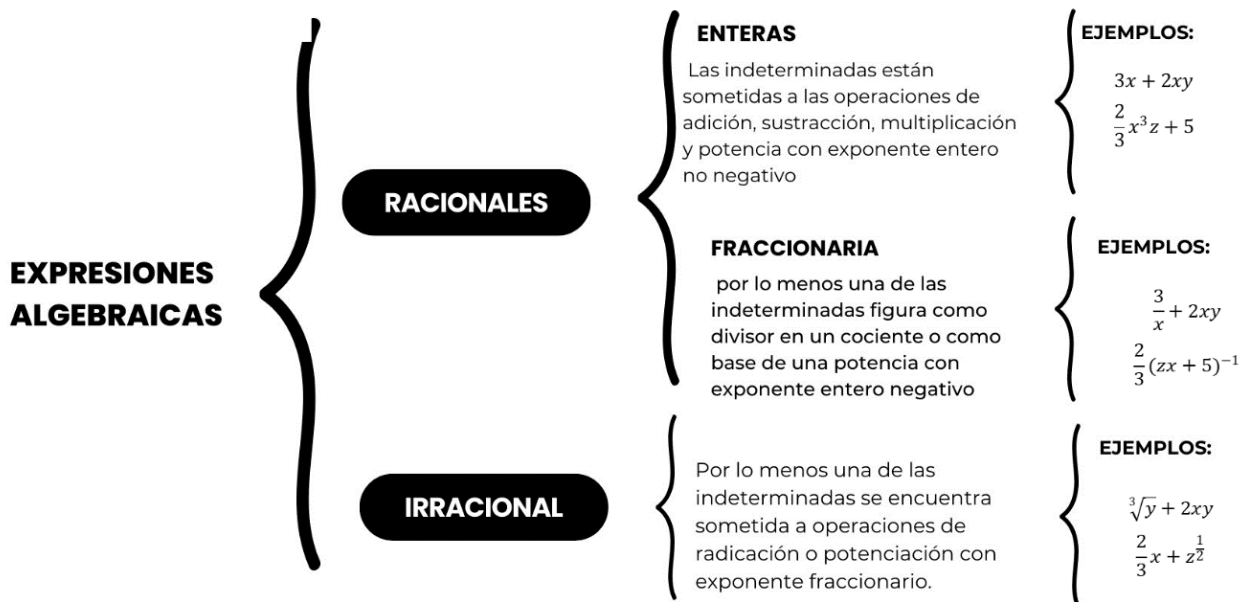 EXPRESIONES
ALGEBRAICAS
RACIONALES
ENTERAS
Las indeterminadas están
sometidas a las operaciones de
adición, sustracción, multiplicación
y potencia con exponente entero
no negativo
EJEMPLOS:
3x + 2xy
2/3 x³z + 5
FRACCIONARIA
por lo menos una de las
indeterminadas figura como
divisor en un cociente o como
base de una potencia con
exponente entero negativo
EJEMPLOS:
3/x + 2xy
2/3 (zx + 5)⁻¹
IRRACIONAL
Por lo menos una de las
indeterminadas se encuentra
sometida a operaciones de
radicación o potenciación con
exponente fraccionario.
EJEMPLOS:
∛y + 2xy
2/3 x + z^(1/2)